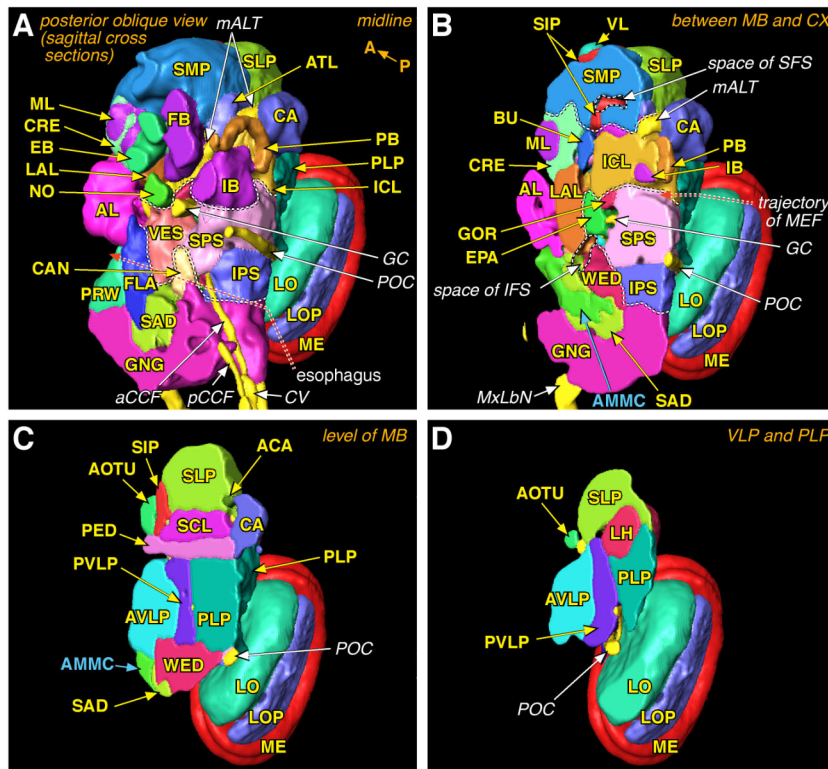 A
posterior oblique view
(sagittal cross
sections)
mALT
midline
A
P
SMP
SLP
ATL
ML
CRE
EB
LAL
NO
FB
CA
PB
PLP
IB
ICL
AL
VES
SPS
GC
POC
CAN
FLA
IPS
LO
PRW
SAD
LOP
GNG
ME
esophagus
aCCF
pCCF
CV
B
between MB and CX
SIP
VL
SMP
SLP
space of SFS
mALT
BU
ML
CA
CRE
ICL
PB
IB
AL
LAL
trajectory
of MEF
GOR
EPA
SPS
GC
WED
space of IFS
IPS
LO
POC
LOP
GNG
ME
MxLbN
AMMC
SAD
C
level of MB
SIP
ACA
AOTU
SLP
SCL
CA
PED
PVLP
PLP
AVLP
PLP
POC
AMMC
WED
SAD
LO
LOP
ME
D
VLP and PLP
AOTU
SLP
LH
PLP
AVLP
PVLP
POC
LO
LOP
ME